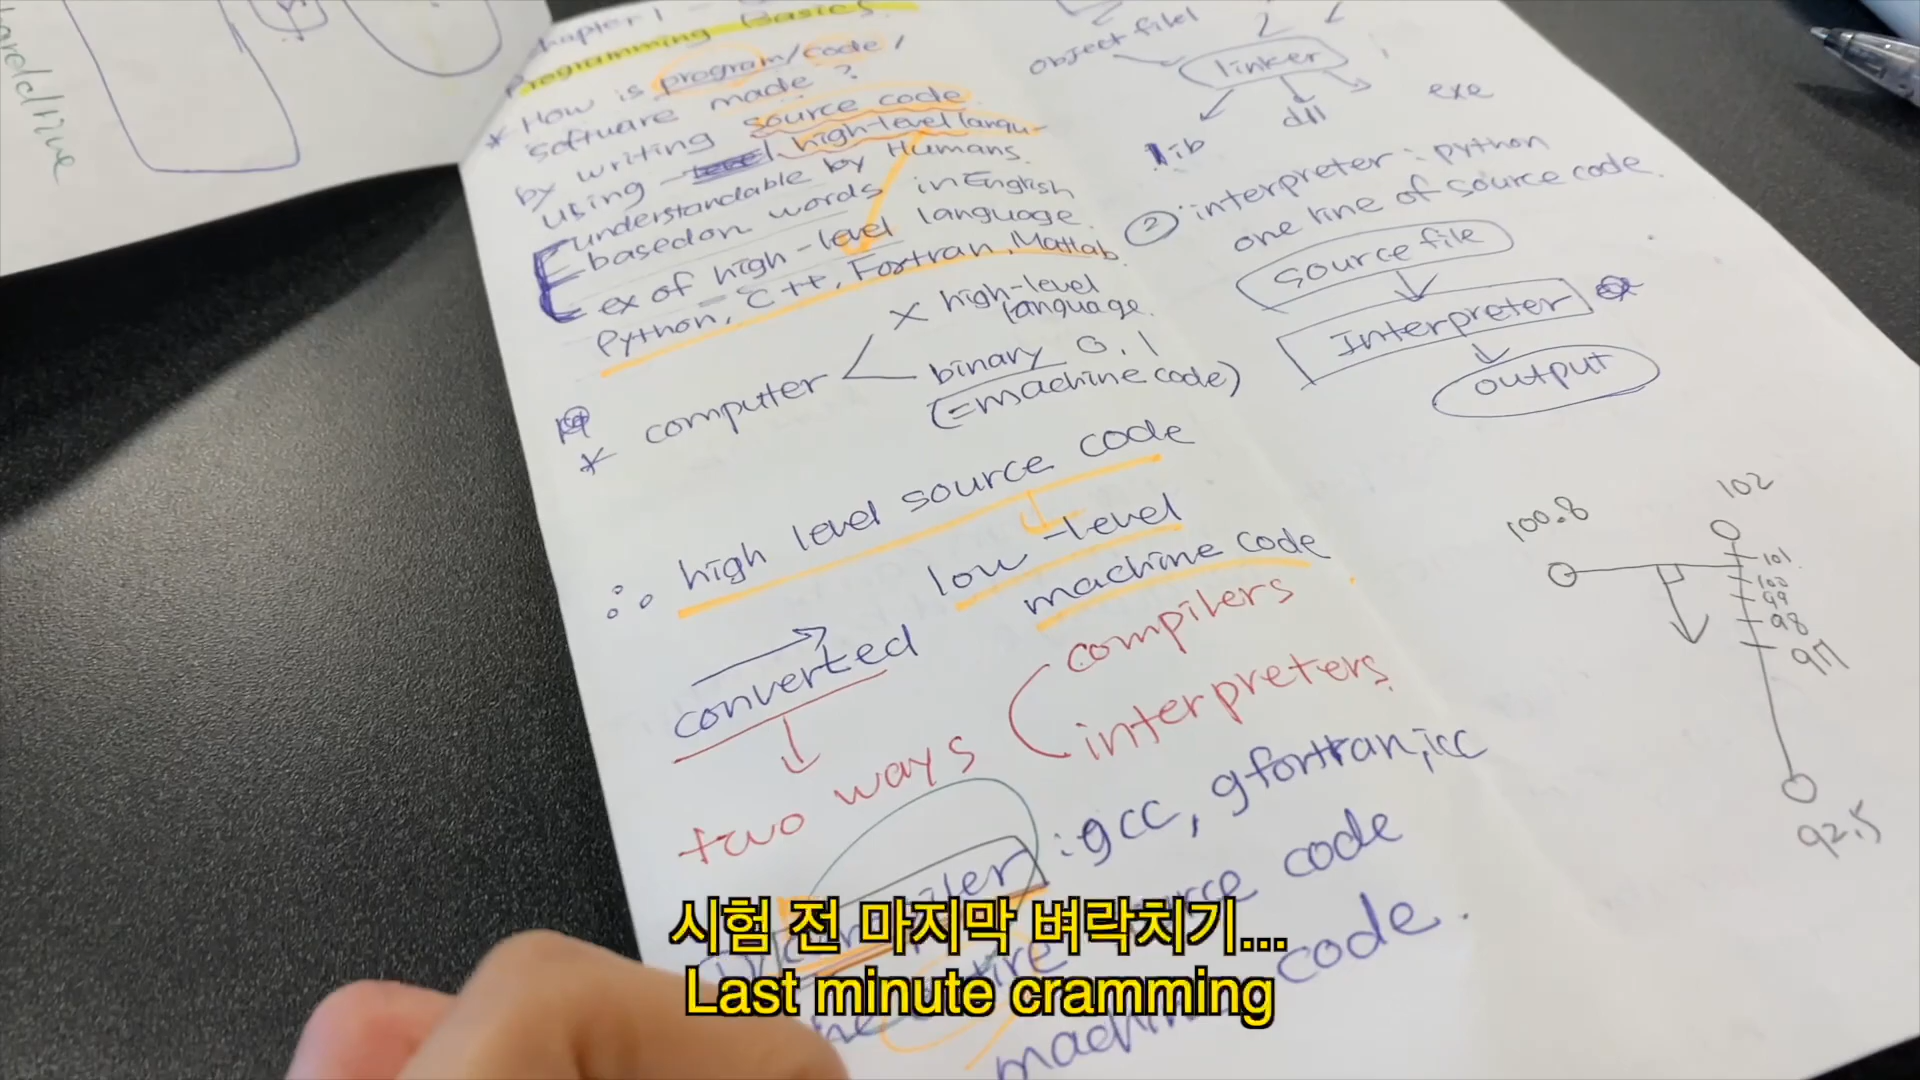 Chapter 1
Programming Basics
* How is program/code/
software made?
by writing source code
using high-level langu-
understandable by Humans.
based on words in English
ex of high-level language
Python, C++, Fortran, Matlab
computer
× high-level
language.
binary 0, 1
(=machine code)
*
∴ high level source code
low-level
machine code
converted
two ways
compilers
interpreters
compiler : gcc, gfortran, icc
entire source code
machine code.
object file
linker
lib
dll
exe
② interpreter : python
one line of source code.
source file
Interpreter
output
102
100.8
101
100
99
98
97
92.5
시험 전 마지막 벼락치기...
Last minute cramming